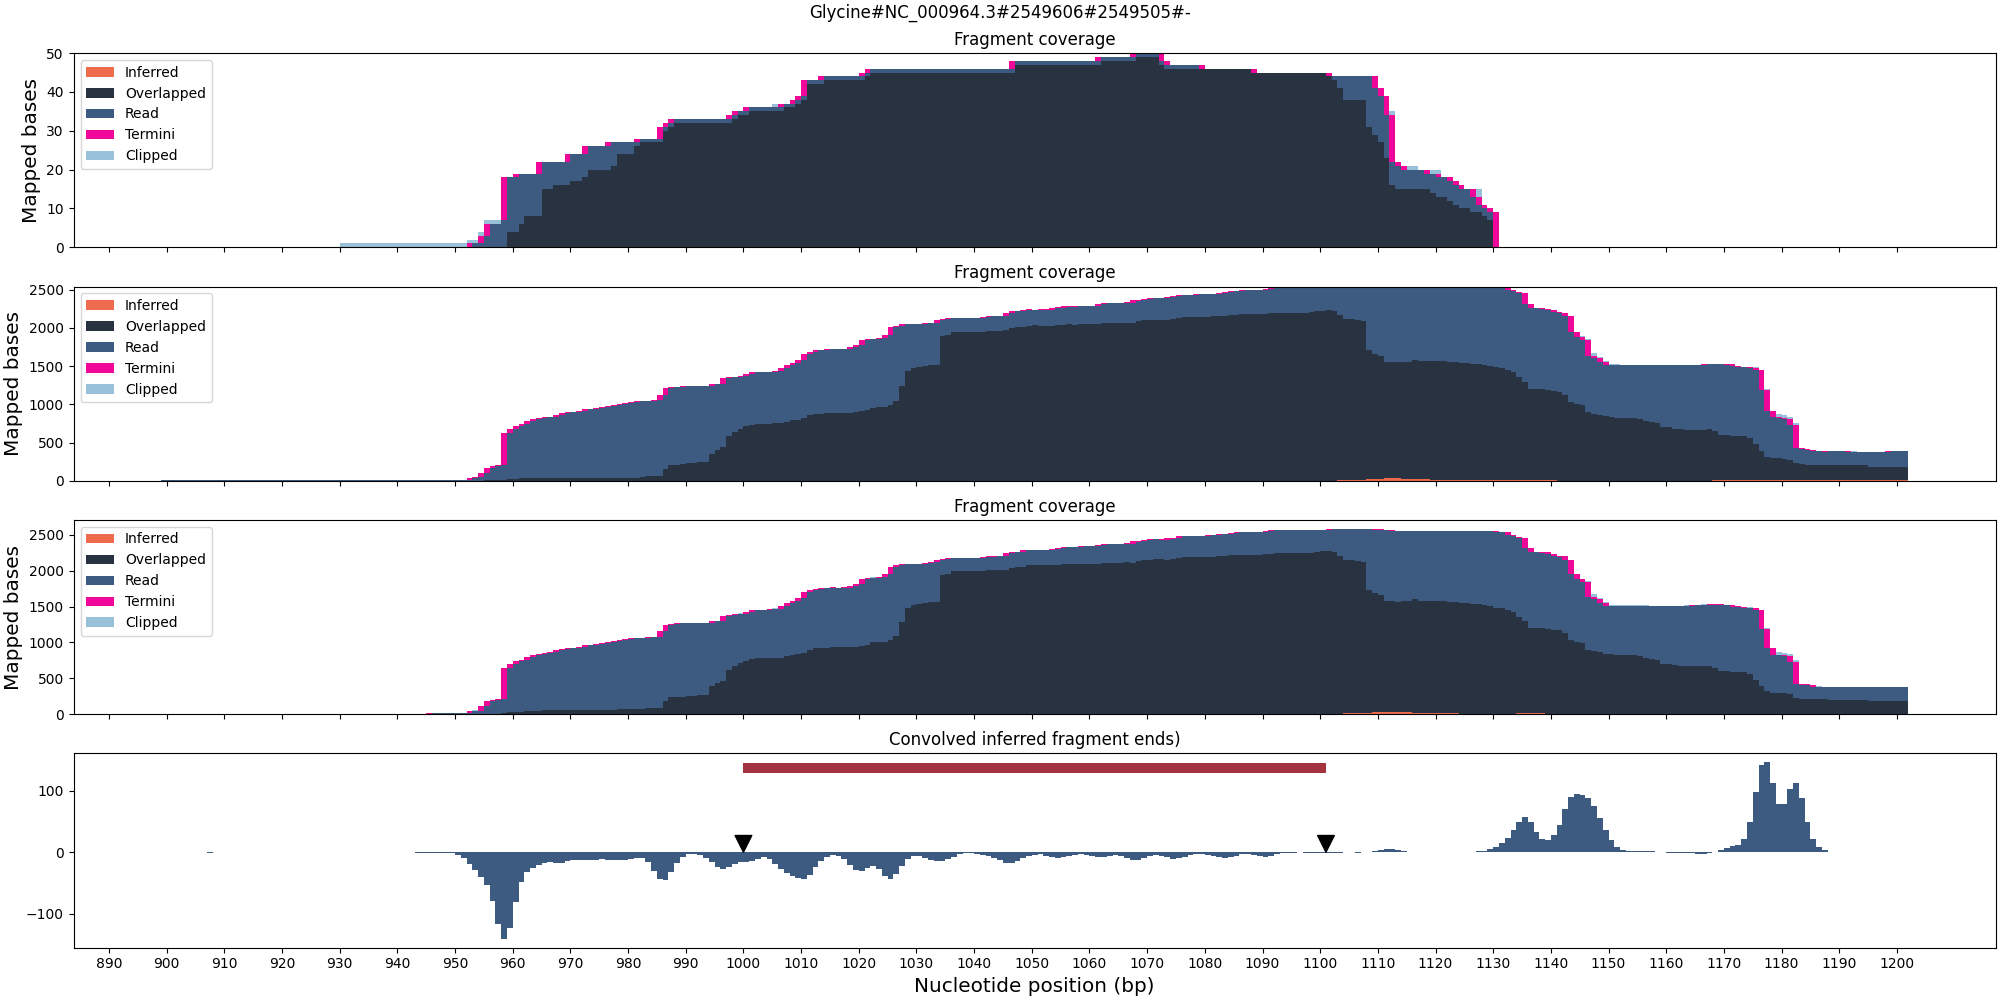 Glycine#NC_000964.3#2549606#2549505#-
Fragment coverage
Mapped bases
50
40
30
20
10
0
Inferred
Overlapped
Read
Termini
Clipped
Fragment coverage
Mapped bases
2500
2000
1500
1000
500
0
Inferred
Overlapped
Read
Termini
Clipped
Fragment coverage
Mapped bases
2500
2000
1500
1000
500
0
Inferred
Overlapped
Read
Termini
Clipped
Convolved inferred fragment ends)
100
0
−100
890 900 910 920 930 940 950 960 970 980 990 1000 1010 1020 1030 1040 1050 1060 1070 1080 1090 1100 1110 1120 1130 1140 1150 1160 1170 1180 1190 1200
Nucleotide position (bp)